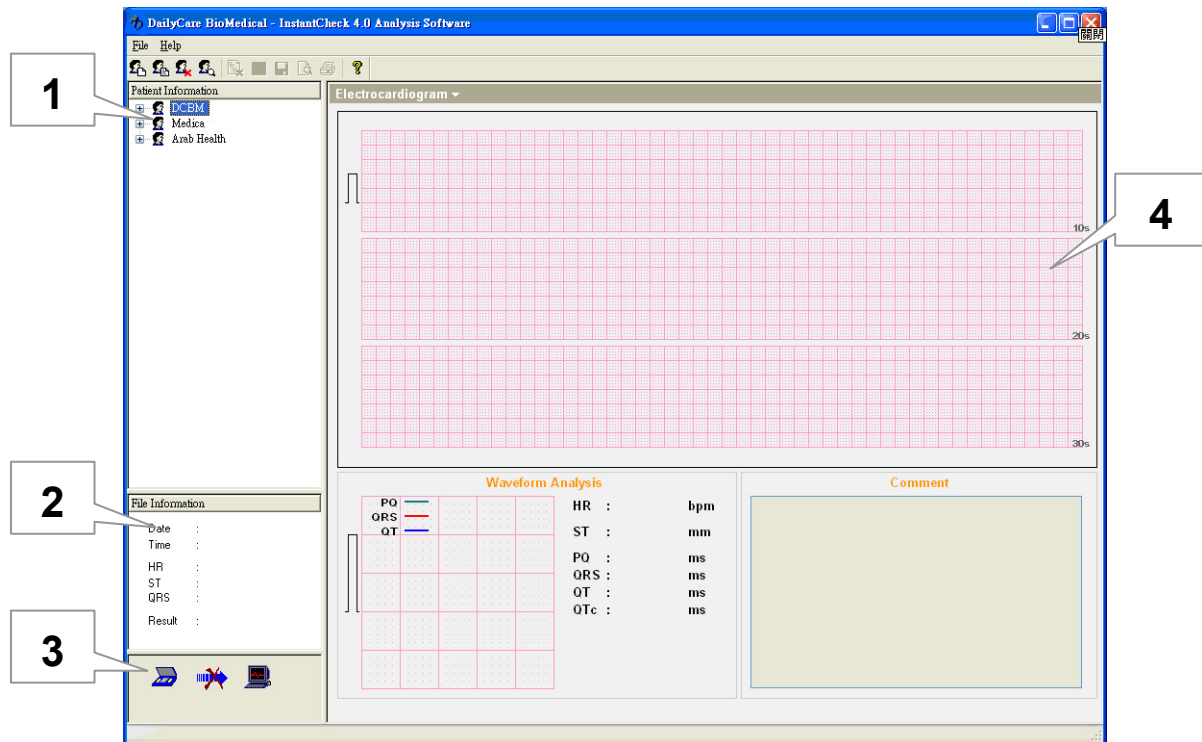 DailyCare BioMedical - InstantCheck 4.0 Analysis Software
關閉
File Help
Patient Information
DCBM
Medica
Arab Health
1
Electrocardiogram
10s
20s
30s
4
File Information
Date :
Time :
HR :
ST :
QRS :
Result :
2
3
Waveform Analysis
PQ
QRS
QT
HR : bpm
ST : mm
PQ : ms
QRS : ms
QT : ms
QTc : ms
Comment